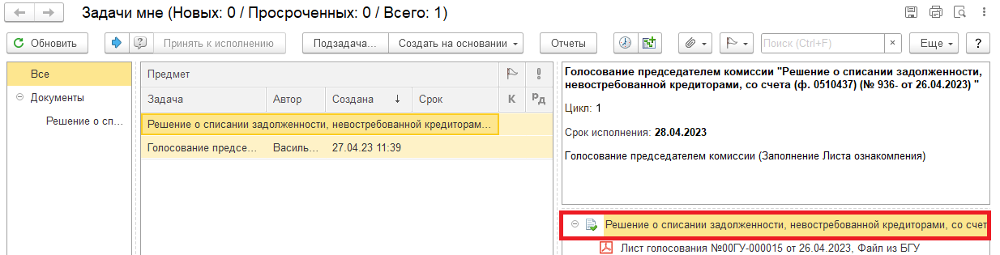 Задачи мне (Новых: 0 / Просроченных: 0 / Всего: 1)
Обновить Принять к исполнению Подзадача... Создать на основании Отчеты Поиск (Ctrl+F) × Еще ?
Все
Документы
Решение о сп...
Предмет
Задача Автор Создана ↓ Срок К Рд
Решение о списании задолженности, невостребованной кредиторам...
Голосование предсе... Василь... 27.04.23 11:39
Голосование председателем комиссии "Решение о списании задолженности,
невостребованной кредиторами, со счета (ф. 0510437) (№ 936- от 26.04.2023) "
Цикл: 1
Срок исполнения: 28.04.2023
Голосование председателем комиссии (Заполнение Листа ознакомления)
Решение о списании задолженности, невостребованной кредиторами, со счет
Лист голосования №00ГУ-000015 от 26.04.2023, Файл из БГУ